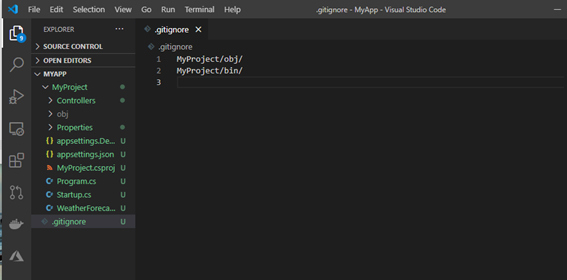 File Edit Selection View Go Run Terminal Help .gitignore - MyApp - Visual Studio Code
EXPLORER ...
.gitignore
SOURCE CONTROL
.gitignore
OPEN EDITORS
1 MyProject/obj/
MYAPP
2 MyProject/bin/
MyProject
3
Controllers
obj
Properties
{} appsettings.De... U
{} appsettings.json U
MyProject.csproj U
C# Program.cs U
C# Startup.cs U
C# WeatherForeca... U
.gitignore U
9